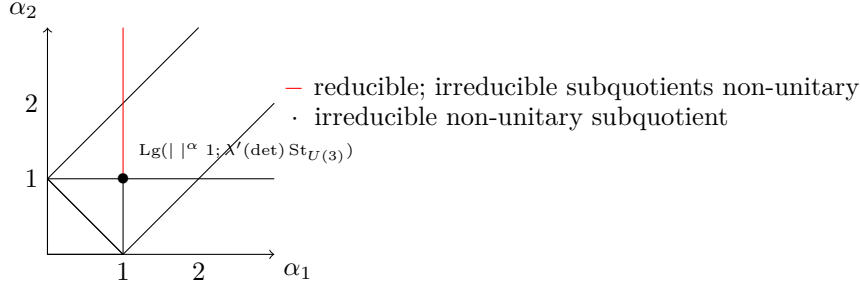 α₂
— reducible; irreducible subquotients non-unitary
2
· irreducible non-unitary subquotient
Lg(| |^α 1; λ′(det) St_{U(3)})
1
1 2 α₁